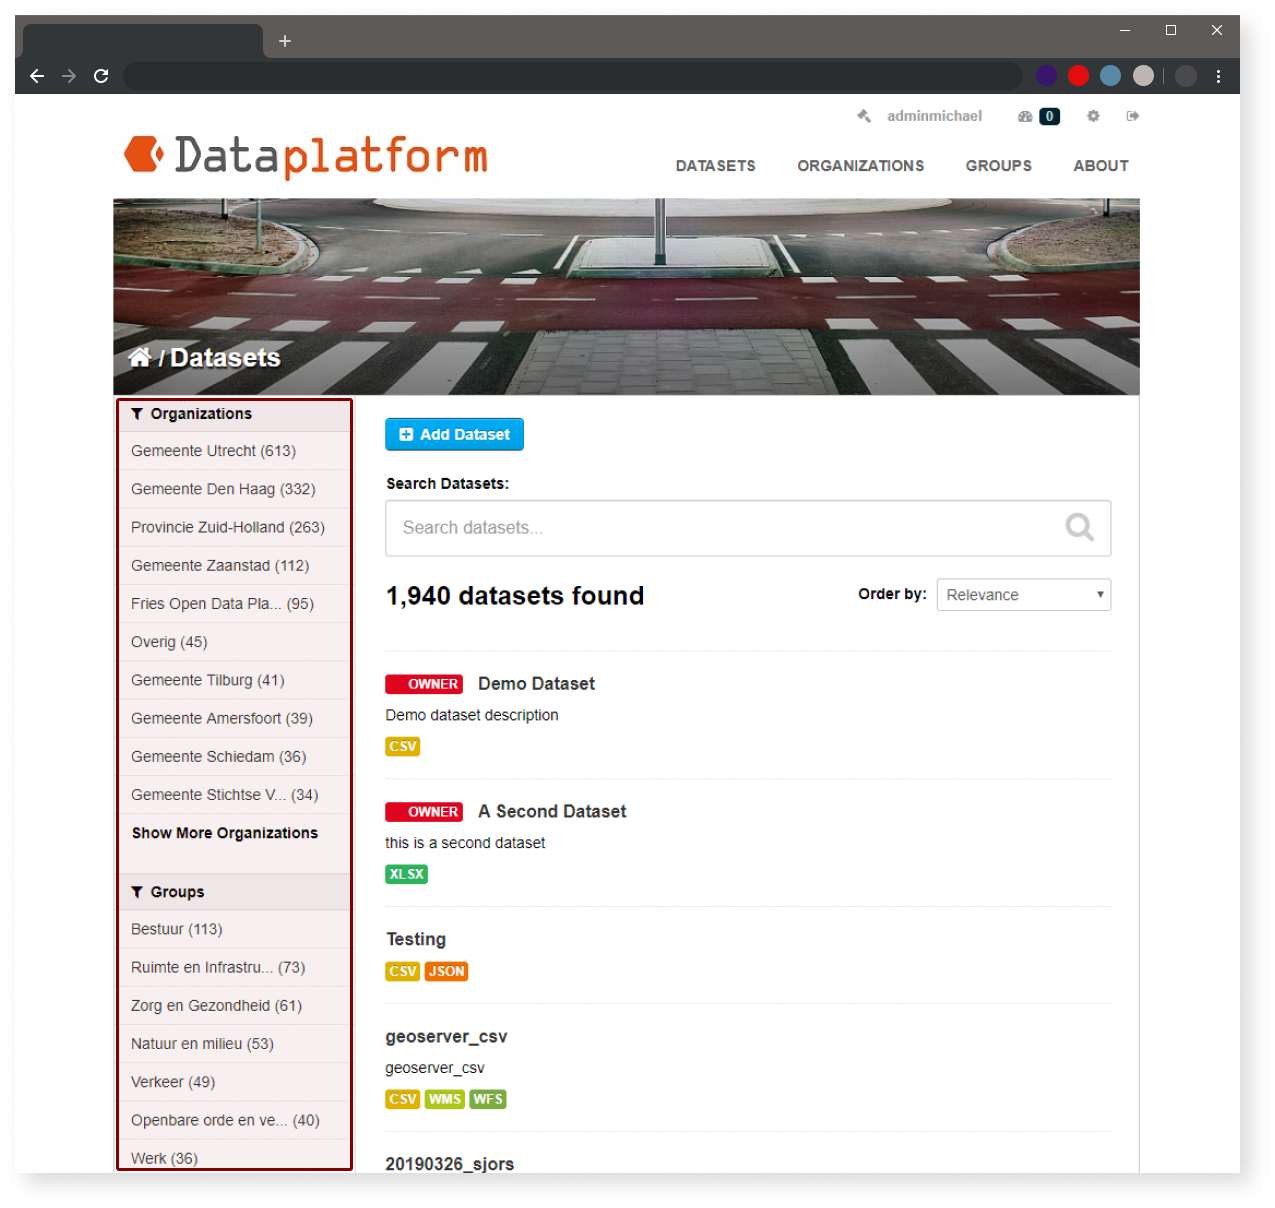 adminmichael 0
Dataplatform
DATASETS ORGANIZATIONS GROUPS ABOUT
/ Datasets
Organizations
Gemeente Utrecht (613)
Gemeente Den Haag (332)
Provincie Zuid-Holland (263)
Gemeente Zaanstad (112)
Fries Open Data Pla... (95)
Overig (45)
Gemeente Tilburg (41)
Gemeente Amersfoort (39)
Gemeente Schiedam (36)
Gemeente Stichtse V... (34)
Show More Organizations
Groups
Bestuur (113)
Ruimte en Infrastru... (73)
Zorg en Gezondheid (61)
Natuur en milieu (53)
Verkeer (49)
Openbare orde en ve... (40)
Werk (36)
Add Dataset
Search Datasets:
Search datasets...
1,940 datasets found
Order by: Relevance
OWNER Demo Dataset
Demo dataset description
CSV
OWNER A Second Dataset
this is a second dataset
XLSX
Testing
CSV JSON
geoserver_csv
geoserver_csv
CSV WMS WFS
20190326_sjors